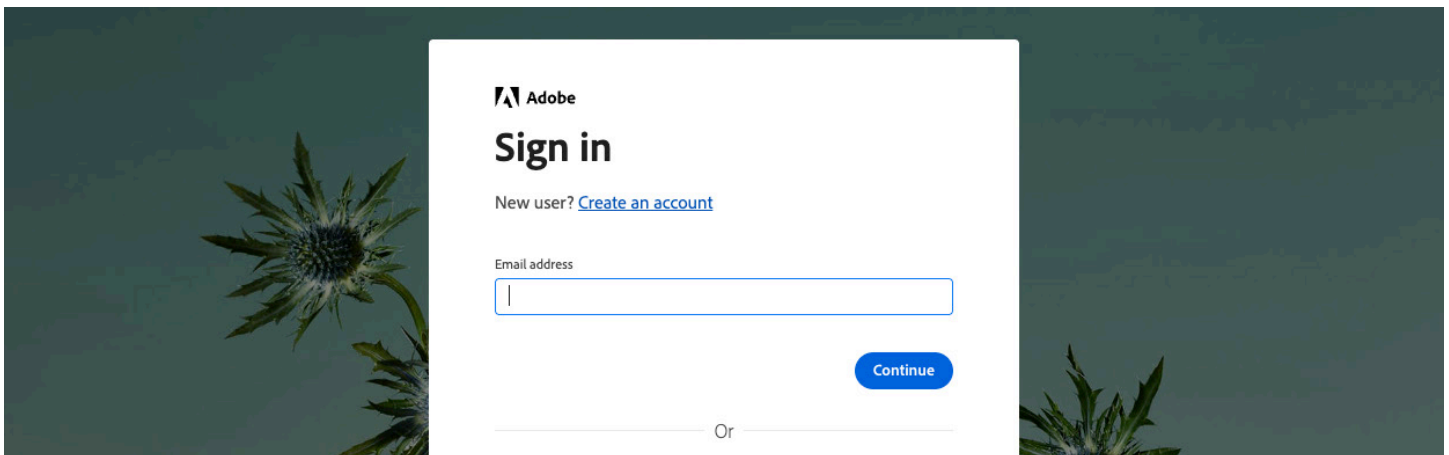 Adobe
Sign in
New user? Create an account
Email address
Continue
Or